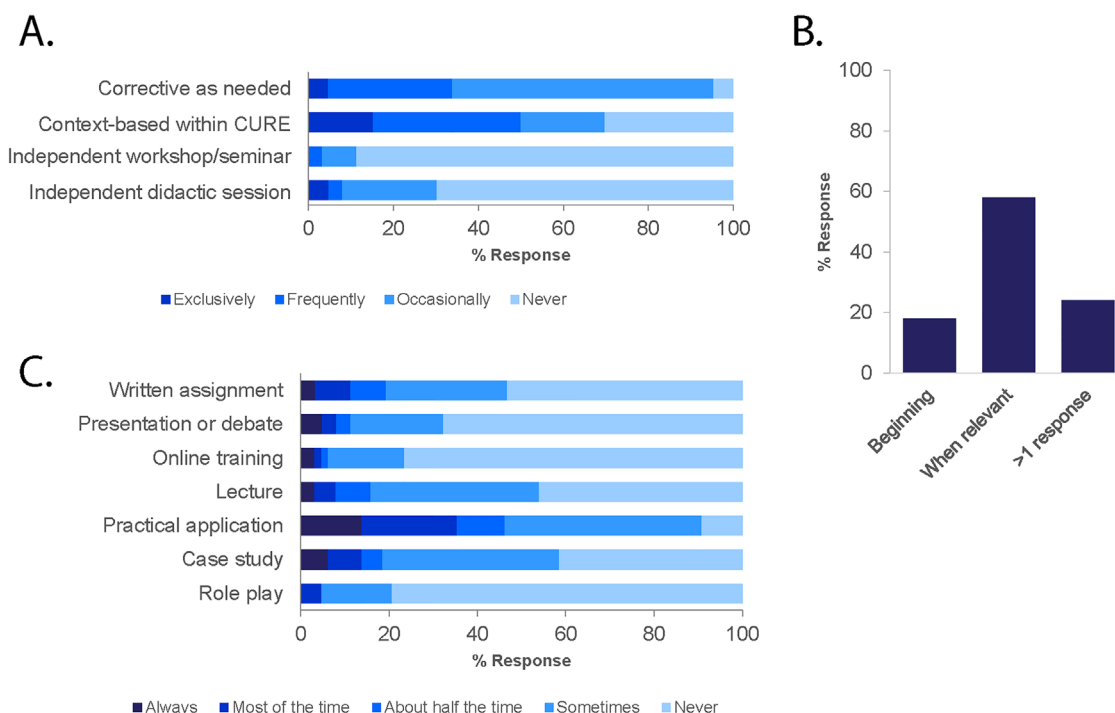 A.
Corrective as needed
Context-based within CURE
Independent workshop/seminar
Independent didactic session
0 20 40 60 80 100
% Response
Exclusively Frequently Occasionally Never
B.
% Response
100
80
60
40
20
0
Beginning
When relevant
>1 response
C.
Written assignment
Presentation or debate
Online training
Lecture
Practical application
Case study
Role play
0 20 40 60 80 100
% Response
Always Most of the time About half the time Sometimes Never